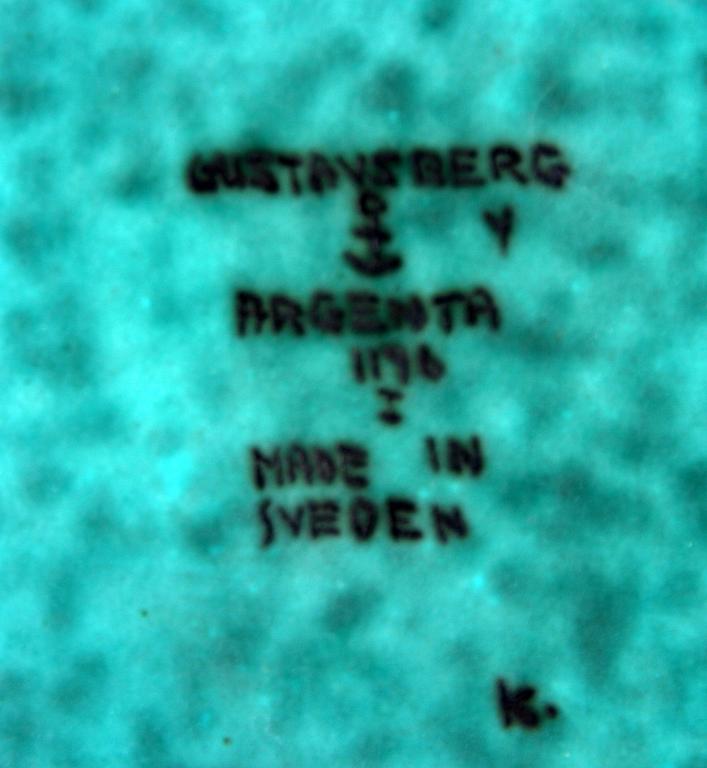 GUSTAVSBERG
Y
ARGENTA
1196
I
MADE IN
SVEDEN
K.